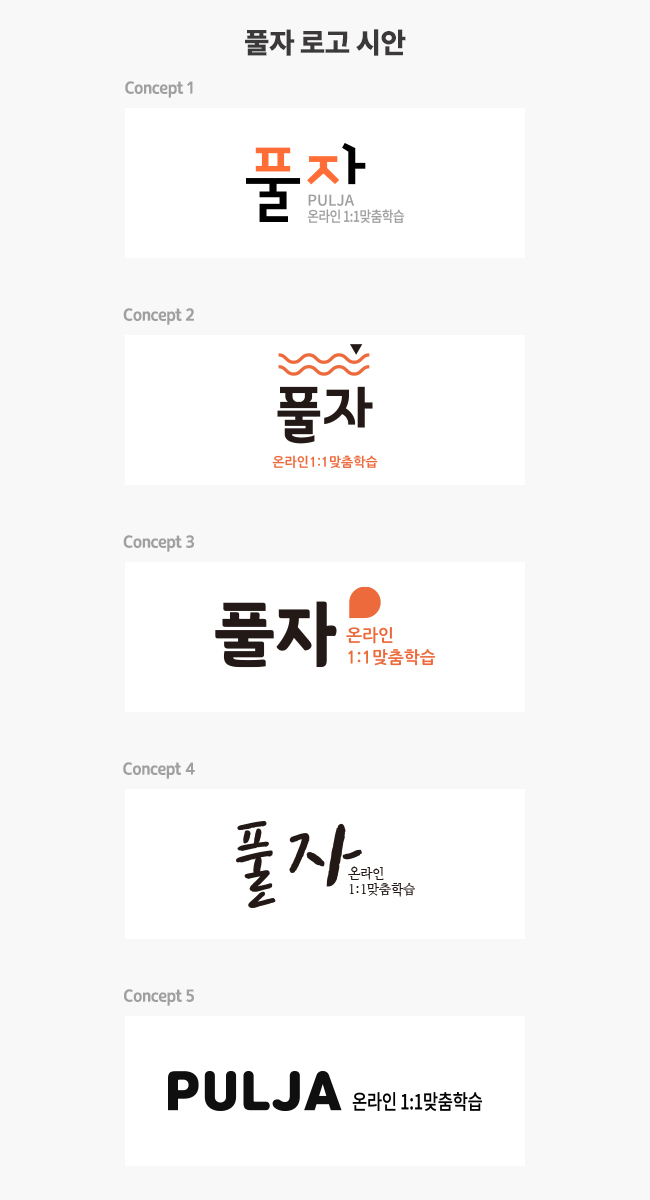 풀자 로고 시안
Concept 1
풀자
PULJA
온라인 1:1맞춤학습
Concept 2
풀자
온라인1:1맞춤학습
Concept 3
풀자
온라인
1:1맞춤학습
Concept 4
풀자
온라인
1:1맞춤학습
Concept 5
PULJA 온라인 1:1맞춤학습